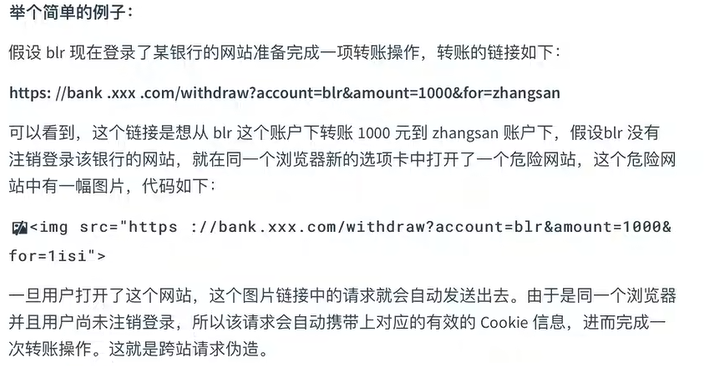 举个简单的例子：
假设 blr 现在登录了某银行的网站准备完成一项转账操作，转账的链接如下：
https: //bank .xxx .com/withdraw?account=blr&amount=1000&for=zhangsan
可以看到，这个链接是想从 blr 这个账户下转账 1000 元到 zhangsan 账户下，假设blr 没有
注销登录该银行的网站，就在同一个浏览器新的选项卡中打开了一个危险网站，这个危险网
站中有一幅图片，代码如下：
<img src="https ://bank.xxx.com/withdraw?account=blr&amount=1000&
for=1isi">
一旦用户打开了这个网站，这个图片链接中的请求就会自动发送出去。由于是同一个浏览器
并且用户尚未注销登录，所以该请求会自动携带上对应的有效的 Cookie 信息，进而完成一
次转账操作。这就是跨站请求伪造。